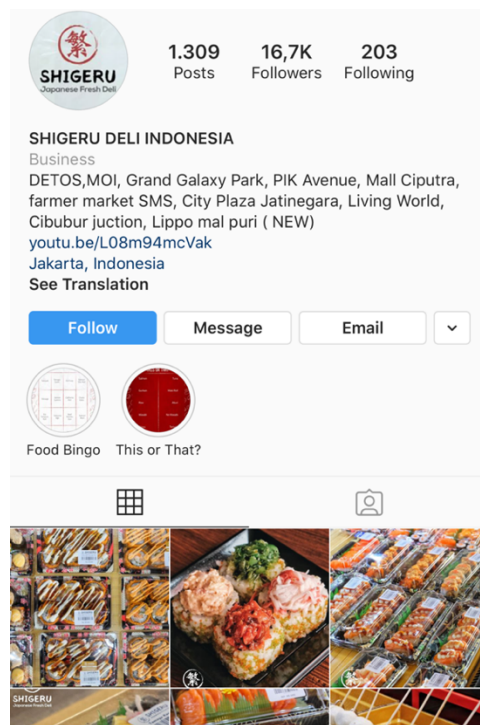 繁
SHIGERU
Japanese Fresh Deli
1.309 16,7K 203
Posts Followers Following
SHIGERU DELI INDONESIA
Business
DETOS,MOI, Grand Galaxy Park, PIK Avenue, Mall Ciputra,
farmer market SMS, City Plaza Jatinegara, Living World,
Cibubur juction, Lippo mal puri ( NEW)
youtu.be/L08m94mcVak
Jakarta, Indonesia
See Translation
Follow Message Email
Food Bingo This or That?
繁 繁
SHIGERU
Japanese Fresh Deli